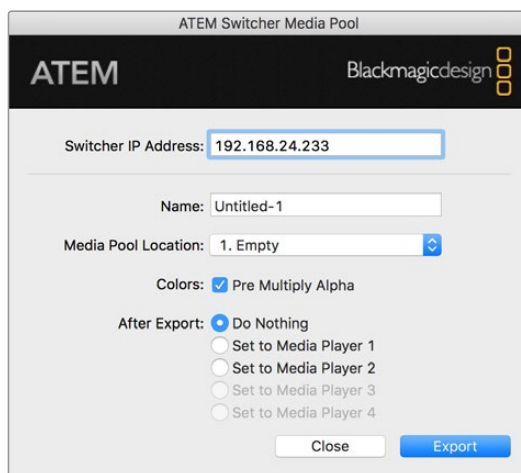 ATEM Switcher Media Pool
ATEM
Blackmagicdesign
Switcher IP Address: 192.168.24.233
Name: Untitled-1
Media Pool Location: 1. Empty
Colors: Pre Multiply Alpha
After Export: Do Nothing
Set to Media Player 1
Set to Media Player 2
Set to Media Player 3
Set to Media Player 4
Close Export